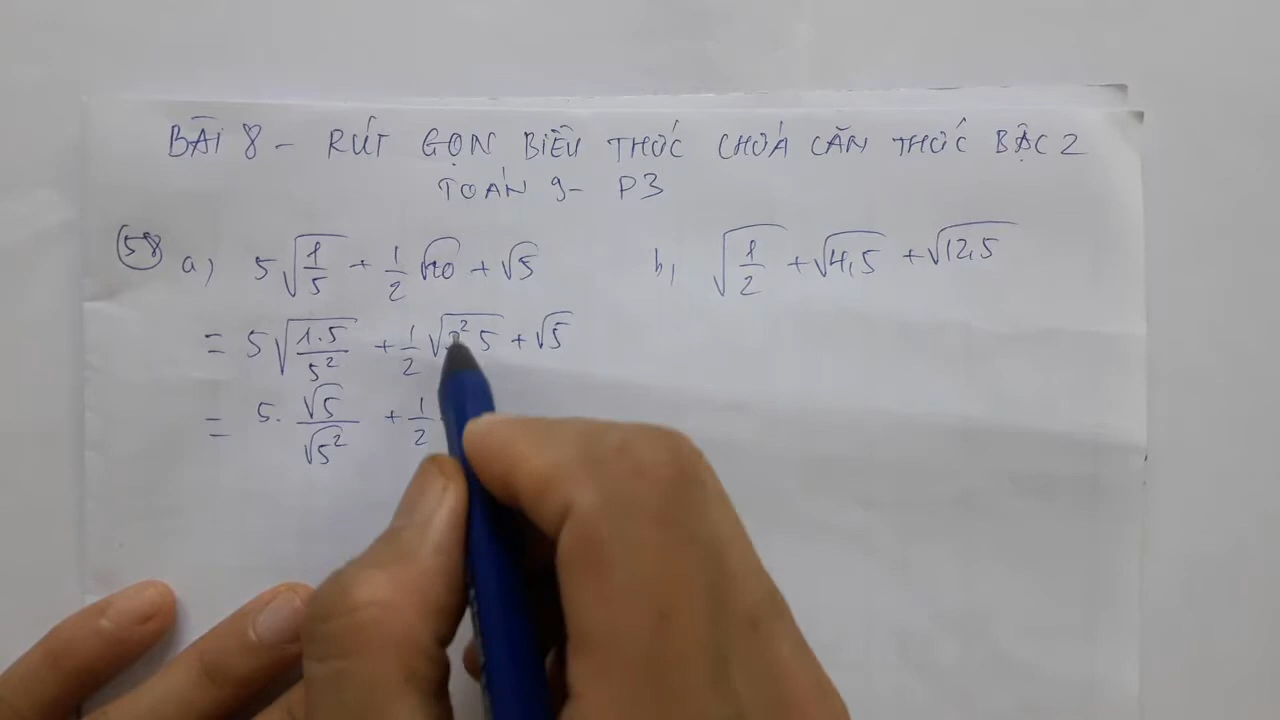 BÀI 8 - RÚT GỌN BIỂU THỨC CHỨA CĂN THỨC BẬC 2
TOÁN 9 - P3
58 a) 5√(1/5) + 1/2 √20 + √5
b) √(1/2) + √4,5 + √12,5
= 5√(1.5/5²) + 1/2 √(2² 5) + √5
= 5. √5/√5² + 1/2